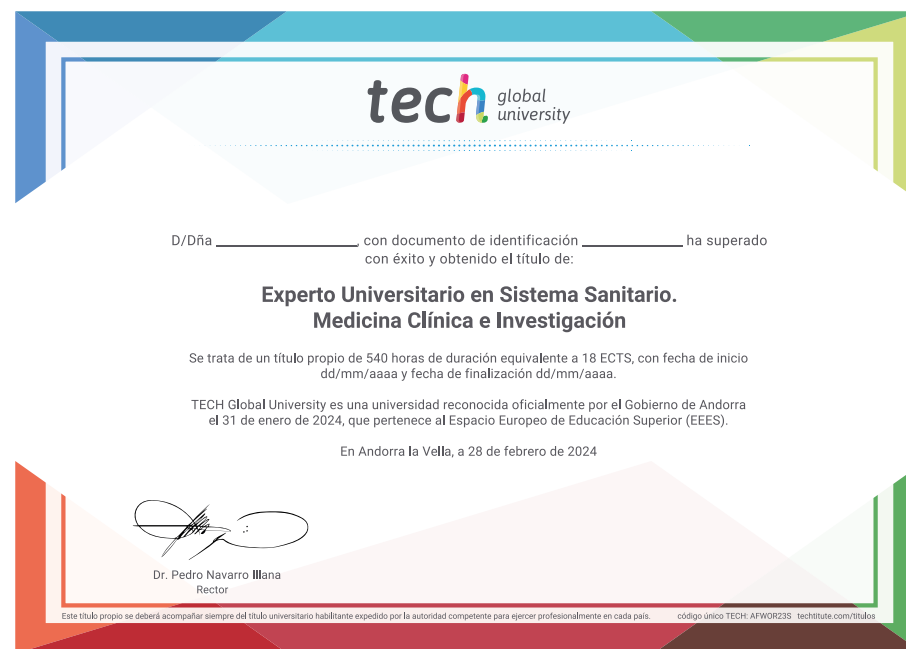 tech global university
D/Dña ________________, con documento de identificación ____________ ha superado
con éxito y obtenido el título de:
Experto Universitario en Sistema Sanitario.
Medicina Clínica e Investigación
Se trata de un título propio de 540 horas de duración equivalente a 18 ECTS, con fecha de inicio
dd/mm/aaaa y fecha de finalización dd/mm/aaaa.
TECH Global University es una universidad reconocida oficialmente por el Gobierno de Andorra
el 31 de enero de 2024, que pertenece al Espacio Europeo de Educación Superior (EEES).
En Andorra la Vella, a 28 de febrero de 2024
Dr. Pedro Navarro Illana
Rector
Este título propio se deberá acompañar siempre del título universitario habilitante expedido por la autoridad competente para ejercer profesionalmente en cada país. código único TECH: AFWOR23S techtitute.com/titulos